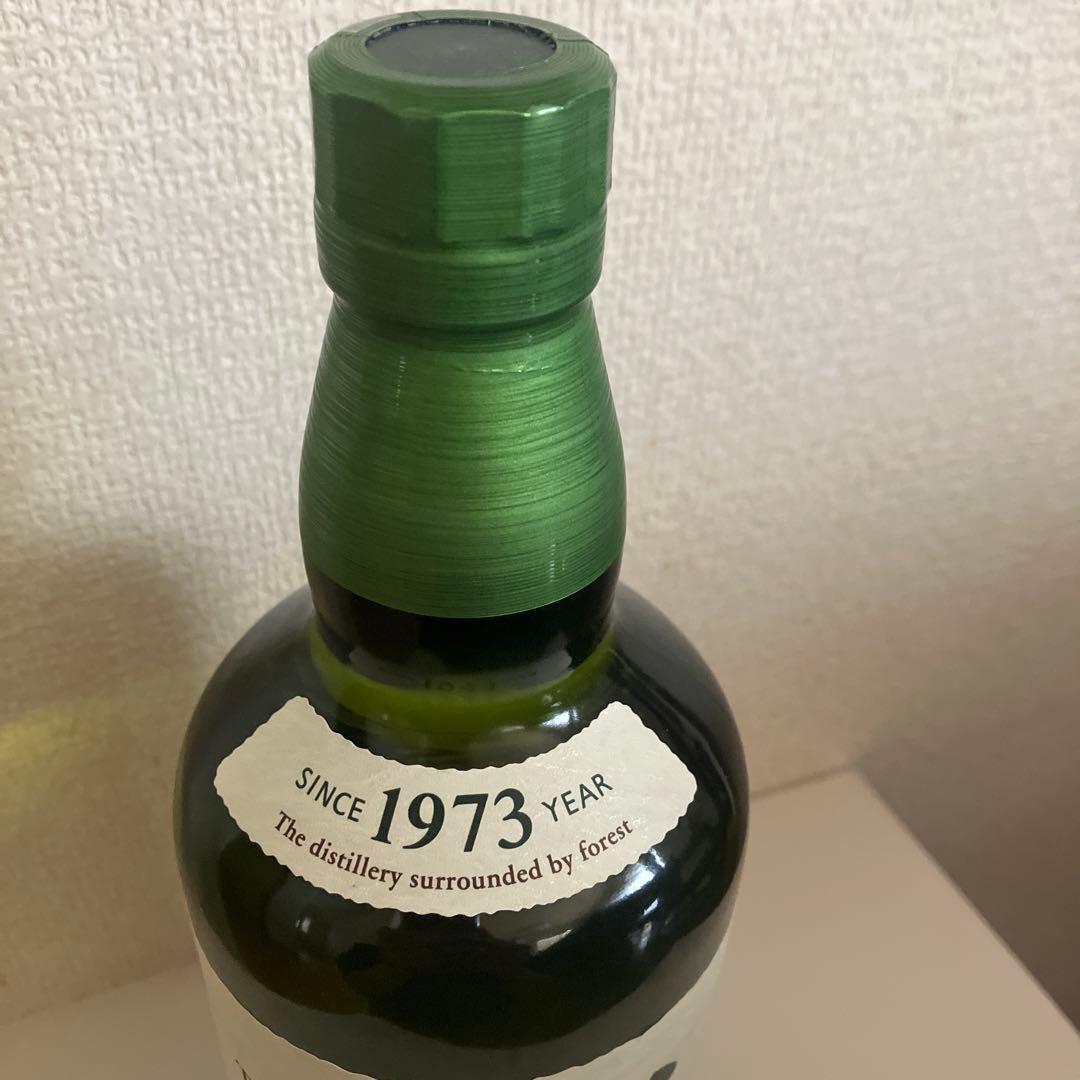 SINCE 1973 YEAR
The distillery surrounded by forest